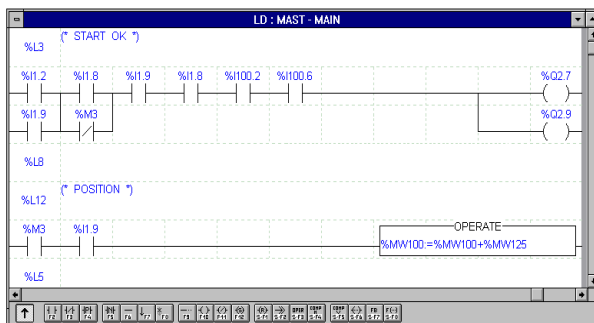 LD : MAST - MAIN
(* START OK *)
%L3
%I1.2 %I1.8 %I1.9 %I1.8 %I100.2 %I100.6 %Q2.7
%I1.9 %M3 %Q2.9
%L8
(* POSITION *)
%L12
%M3 %I1.9
OPERATE
%MW100:=%MW100+%MW125
%L5